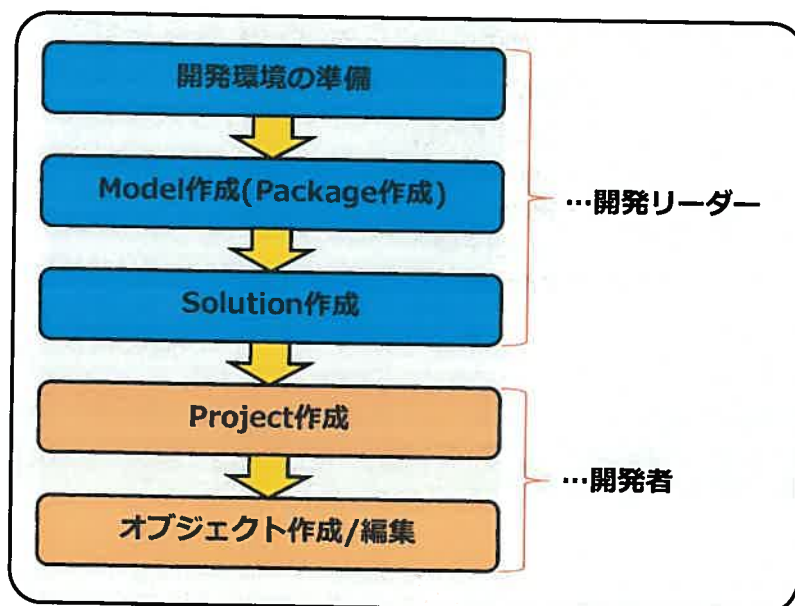 開発環境の準備
Model作成(Package作成)
…開発リーダー
Solution作成
Project作成
…開発者
オブジェクト作成/編集